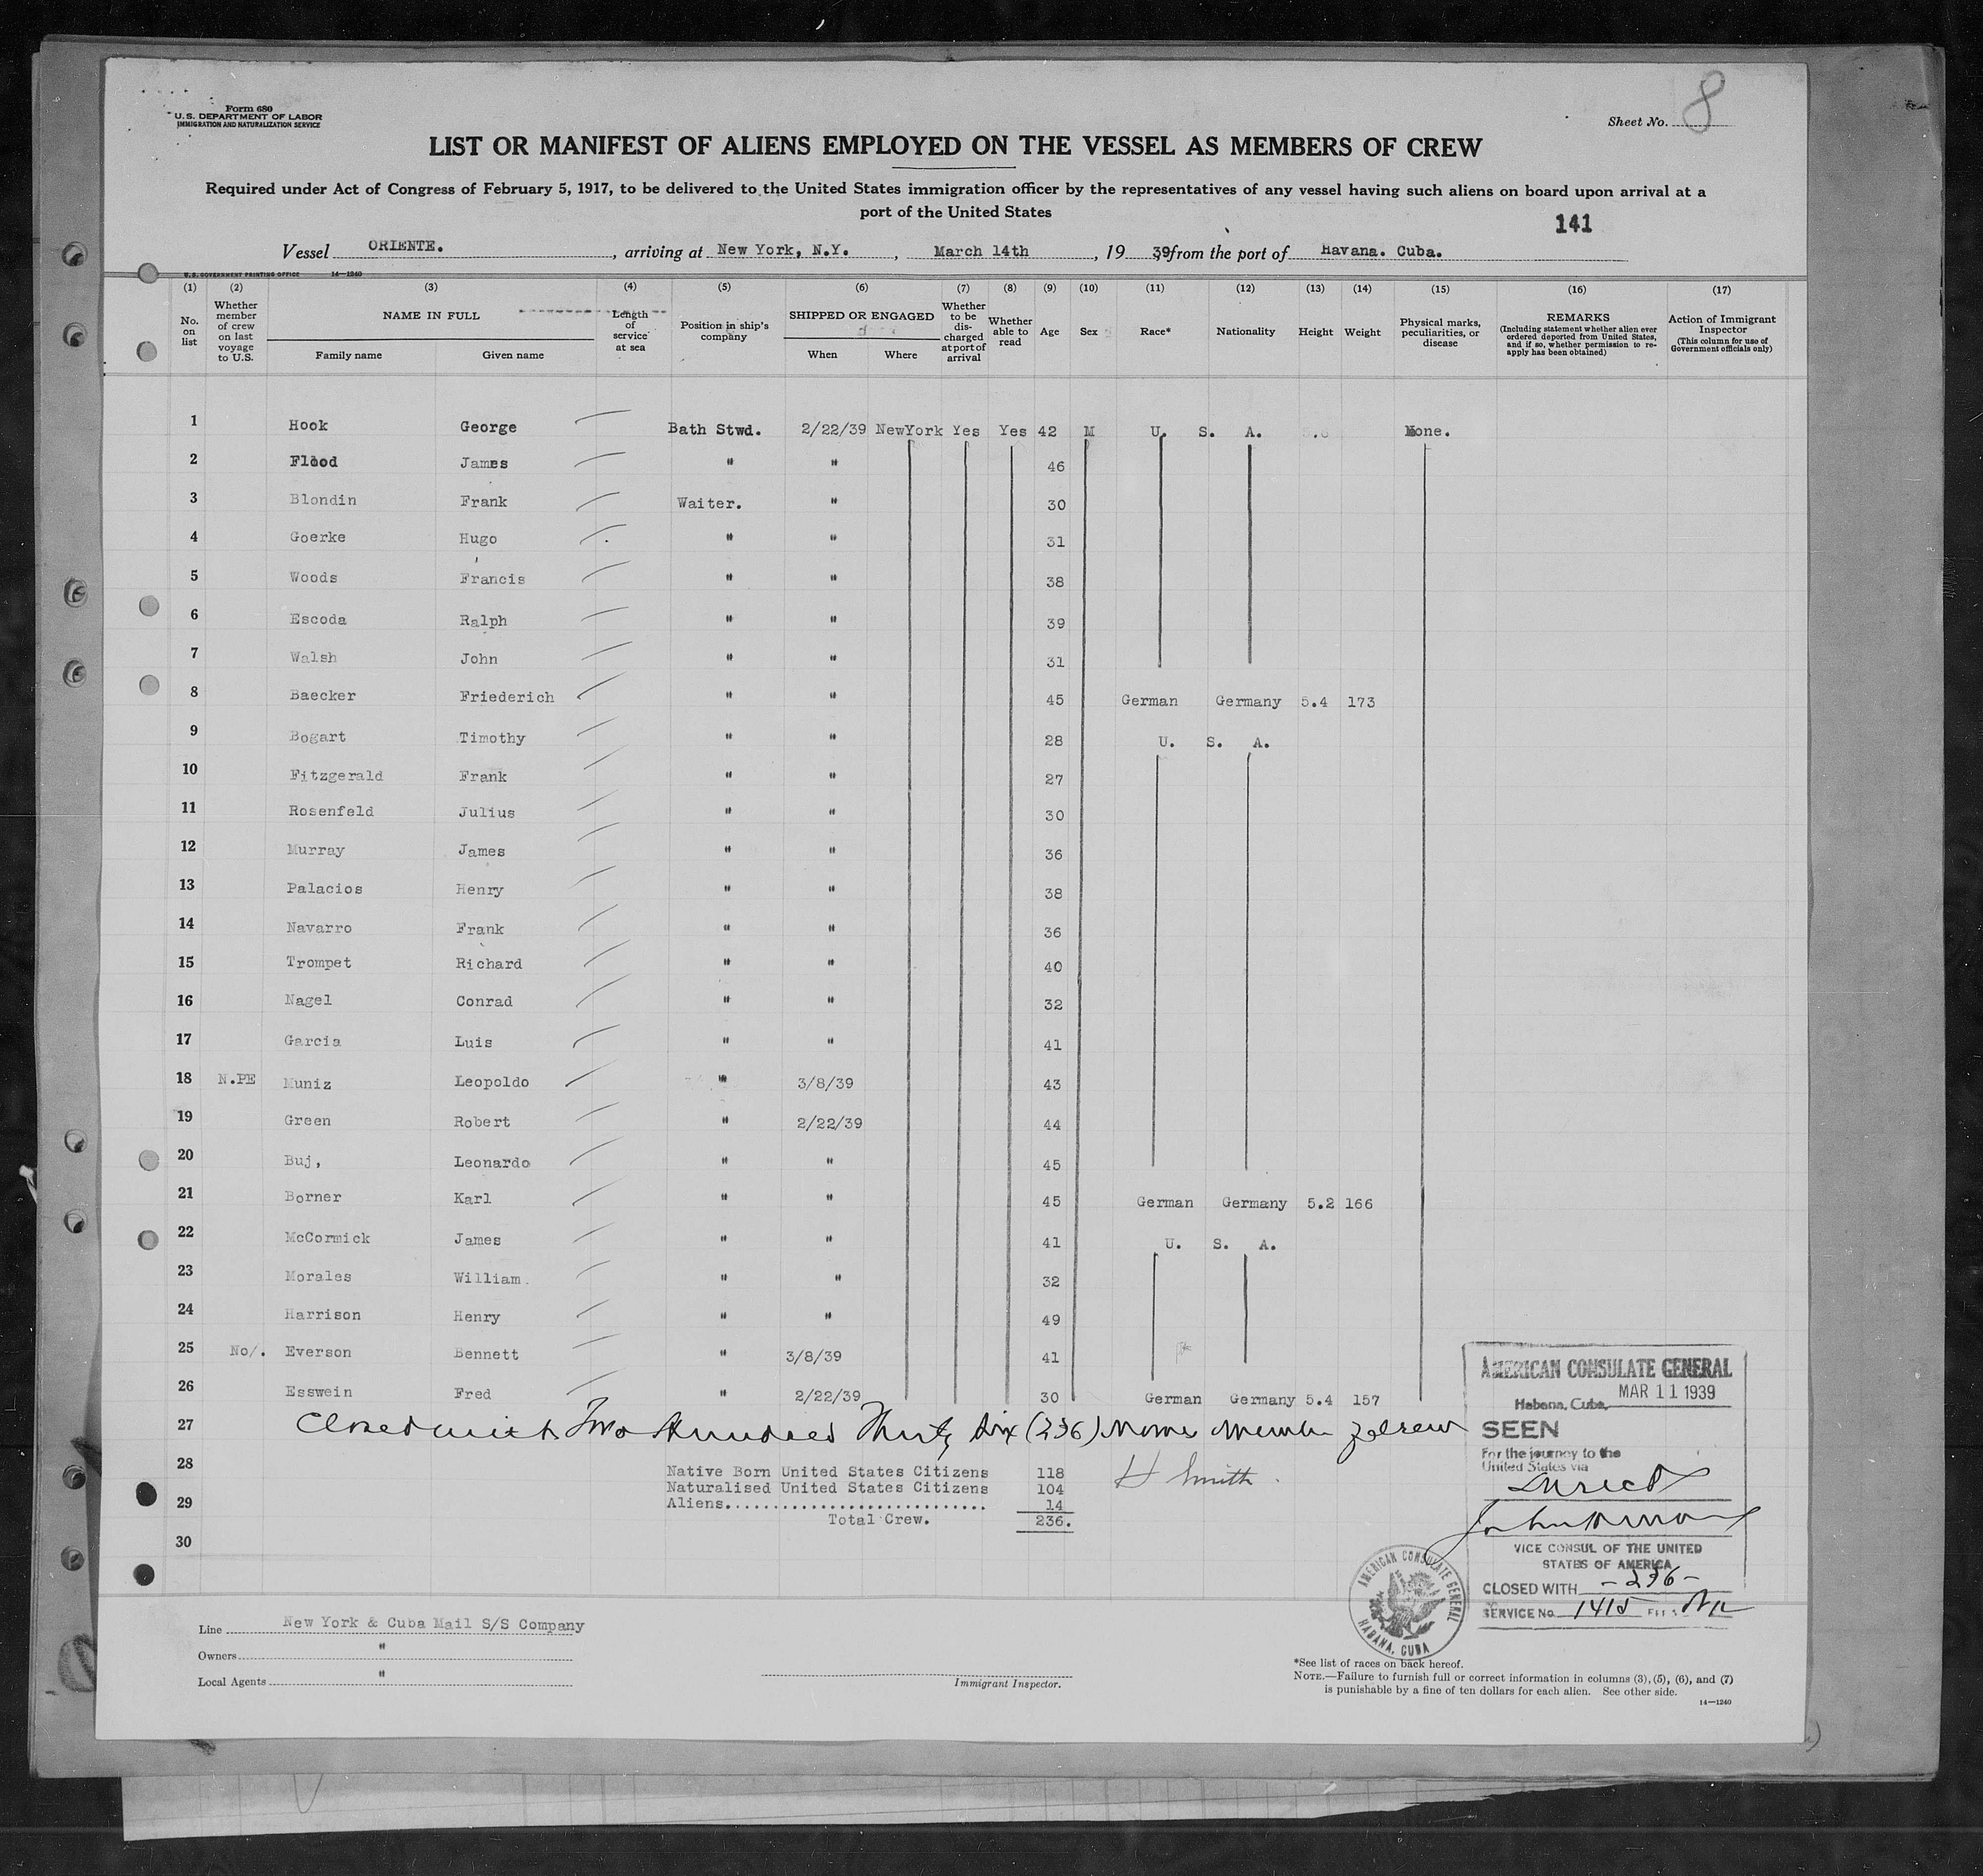 8
Form 680
U.S. DEPARTMENT OF LABOR
IMMIGRATION AND NATURALIZATION SERVICE
Sheet No.
LIST OR MANIFEST OF ALIENS EMPLOYED ON THE VESSEL AS MEMBERS OF CREW
Required under Act of Congress of February 5, 1917, to be delivered to the United States immigration officer by the representatives of any vessel having such aliens on board upon arrival at a
port of the United States
141
Vessel ORIENTE. , arriving at New York, N.Y. , March 14th , 19 39, from the port of Havana. Cuba.
U.S. GOVERNMENT PRINTING OFFICE 14—1240
(1) (2) (3) (4) (5) (6) (7) (8) (9) (10) (11) (12) (13) (14) (15) (16) (17)
No. on list
Whether member of crew on last voyage to U.S.
NAME IN FULL
Family name Given name
Length of service at sea
Position in ship's company
SHIPPED OR ENGAGED
When Where
Whether to be discharged at port of arrival
Whether able to read
Age
Sex
Race*
Nationality
Height
Weight
Physical marks, peculiarities, or disease
REMARKS
(Including statement whether alien ever ordered deported from United States, and if so, whether permission to reapply has been obtained)
Action of Immigrant Inspector
(This column for use of Government officials only)
1 Hook George Bath Stwd. 2/22/39 NewYork Yes Yes 42 M U. S. A. None.
2 Flood James " " 46
3 Blondin Frank Waiter. " 30
4 Goerke Hugo " " 31
5 Woods Francis " " 38
6 Escoda Ralph " " 39
7 Walsh John " " 31
8 Baecker Friederich " " 45 German Germany 5.4 173
9 Bogart Timothy " " 28 U. S. A.
10 Fitzgerald Frank " " 27
11 Rosenfeld Julius " " 30
12 Murray James " " 36
13 Palacios Henry " " 38
14 Navarro Frank " " 36
15 Trompet Richard " " 40
16 Nagel Conrad " " 32
17 Garcia Luis " " 41
18 N.PE Muniz Leopoldo " 3/8/39 43
19 Green Robert " 2/22/39 44
20 Buj, Leonardo " " 45
21 Borner Karl " " 45 German Germany 5.2 166
22 McCormick James " " 41 U. S. A.
23 Morales William. " " 32
24 Harrison Henry " " 49
25 No/. Everson Bennett " 3/8/39 41
26 Esswein Fred " 2/22/39 30 German Germany 5.4 157
27 Closed with Two Hundred Thirty Six (236) Names Member of Crew
28 Native Born United States Citizens 118 H Smith
Naturalised United States Citizens 104
29 Aliens............................ 14
Total Crew. 236.
30
AMERICAN CONSULATE GENERAL
MAR 11 1939
Habana, Cuba,
SEEN
For the journey to the
United States via
Direct
VICE CONSUL OF THE UNITED
STATES OF AMERICA
CLOSED WITH -236-
SERVICE No. 1415
AMERICAN CONSULATE GENERAL
HABANA, CUBA
Line New York & Cuba Mail S/S Company
Owners "
Local Agents "
Immigrant Inspector.
*See list of races on back hereof.
NOTE.—Failure to furnish full or correct information in columns (3), (5), (6), and (7)
is punishable by a fine of ten dollars for each alien. See other side.
14—1240